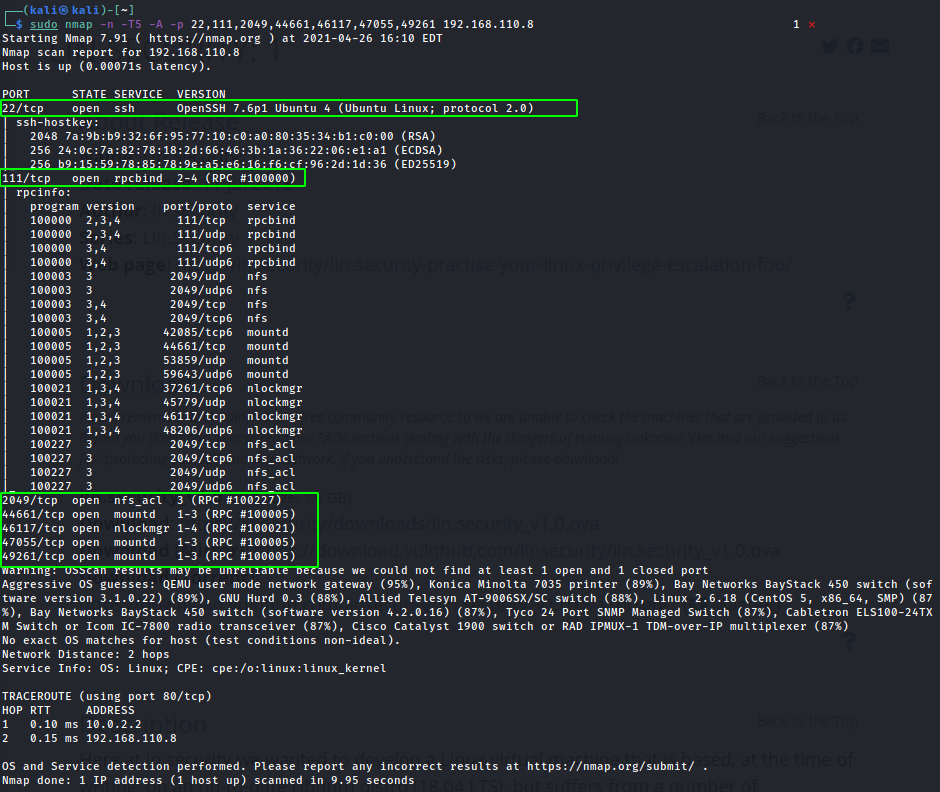 (kali㉿kali)-[~]
$ sudo nmap -n -T5 -A -p 22,111,2049,44661,46117,47055,49261 192.168.110.8 1 ⨯
Starting Nmap 7.91 ( https://nmap.org ) at 2021-04-26 16:10 EDT
Nmap scan report for 192.168.110.8
Host is up (0.00071s latency).
PORT STATE SERVICE VERSION
22/tcp open ssh OpenSSH 7.6p1 Ubuntu 4 (Ubuntu Linux; protocol 2.0)
| ssh-hostkey:
| 2048 7a:9b:b9:32:6f:95:77:10:c0:a0:80:35:34:b1:c0:00 (RSA)
| 256 24:0c:7a:82:78:18:2d:66:46:3b:1a:36:22:06:e1:a1 (ECDSA)
| 256 b9:15:59:78:85:78:9e:a5:e6:16:f6:cf:96:2d:1d:36 (ED25519)
111/tcp open rpcbind 2-4 (RPC #100000)
| rpcinfo:
| program version port/proto service
| 100000 2,3,4 111/tcp rpcbind
| 100000 2,3,4 111/udp rpcbind
| 100000 3,4 111/tcp6 rpcbind
| 100000 3,4 111/udp6 rpcbind
| 100003 3 2049/udp nfs
| 100003 3 2049/udp6 nfs
| 100003 3,4 2049/tcp nfs
| 100003 3,4 2049/tcp6 nfs
| 100005 1,2,3 42085/tcp6 mountd
| 100005 1,2,3 44661/tcp mountd
| 100005 1,2,3 53859/udp mountd
| 100005 1,2,3 59643/udp6 mountd
| 100021 1,3,4 37261/tcp6 nlockmgr
| 100021 1,3,4 45779/udp nlockmgr
| 100021 1,3,4 46117/tcp nlockmgr
| 100021 1,3,4 48206/udp6 nlockmgr
| 100227 3 2049/tcp nfs_acl
| 100227 3 2049/tcp6 nfs_acl
| 100227 3 2049/udp nfs_acl
|_ 100227 3 2049/udp6 nfs_acl
2049/tcp open nfs_acl 3 (RPC #100227)
44661/tcp open mountd 1-3 (RPC #100005)
46117/tcp open nlockmgr 1-4 (RPC #100021)
47055/tcp open mountd 1-3 (RPC #100005)
49261/tcp open mountd 1-3 (RPC #100005)
Warning: OSScan results may be unreliable because we could not find at least 1 open and 1 closed port
Aggressive OS guesses: QEMU user mode network gateway (95%), Konica Minolta 7035 printer (89%), Bay Networks BayStack 450 switch (sof
tware version 3.1.0.22) (89%), GNU Hurd 0.3 (88%), Allied Telesyn AT-9006SX/SC switch (88%), Linux 2.6.18 (CentOS 5, x86_64, SMP) (87
%), Bay Networks BayStack 450 switch (software version 4.2.0.16) (87%), Tyco 24 Port SNMP Managed Switch (87%), Cabletron ELS100-24TX
M Switch or Icom IC-7800 radio transceiver (87%), Cisco Catalyst 1900 switch or RAD IPMUX-1 TDM-over-IP multiplexer (87%)
No exact OS matches for host (test conditions non-ideal).
Network Distance: 2 hops
Service Info: OS: Linux; CPE: cpe:/o:linux:linux_kernel
TRACEROUTE (using port 80/tcp)
HOP RTT ADDRESS
1 0.10 ms 10.0.2.2
2 0.15 ms 192.168.110.8
OS and Service detection performed. Please report any incorrect results at https://nmap.org/submit/ .
Nmap done: 1 IP address (1 host up) scanned in 9.95 seconds